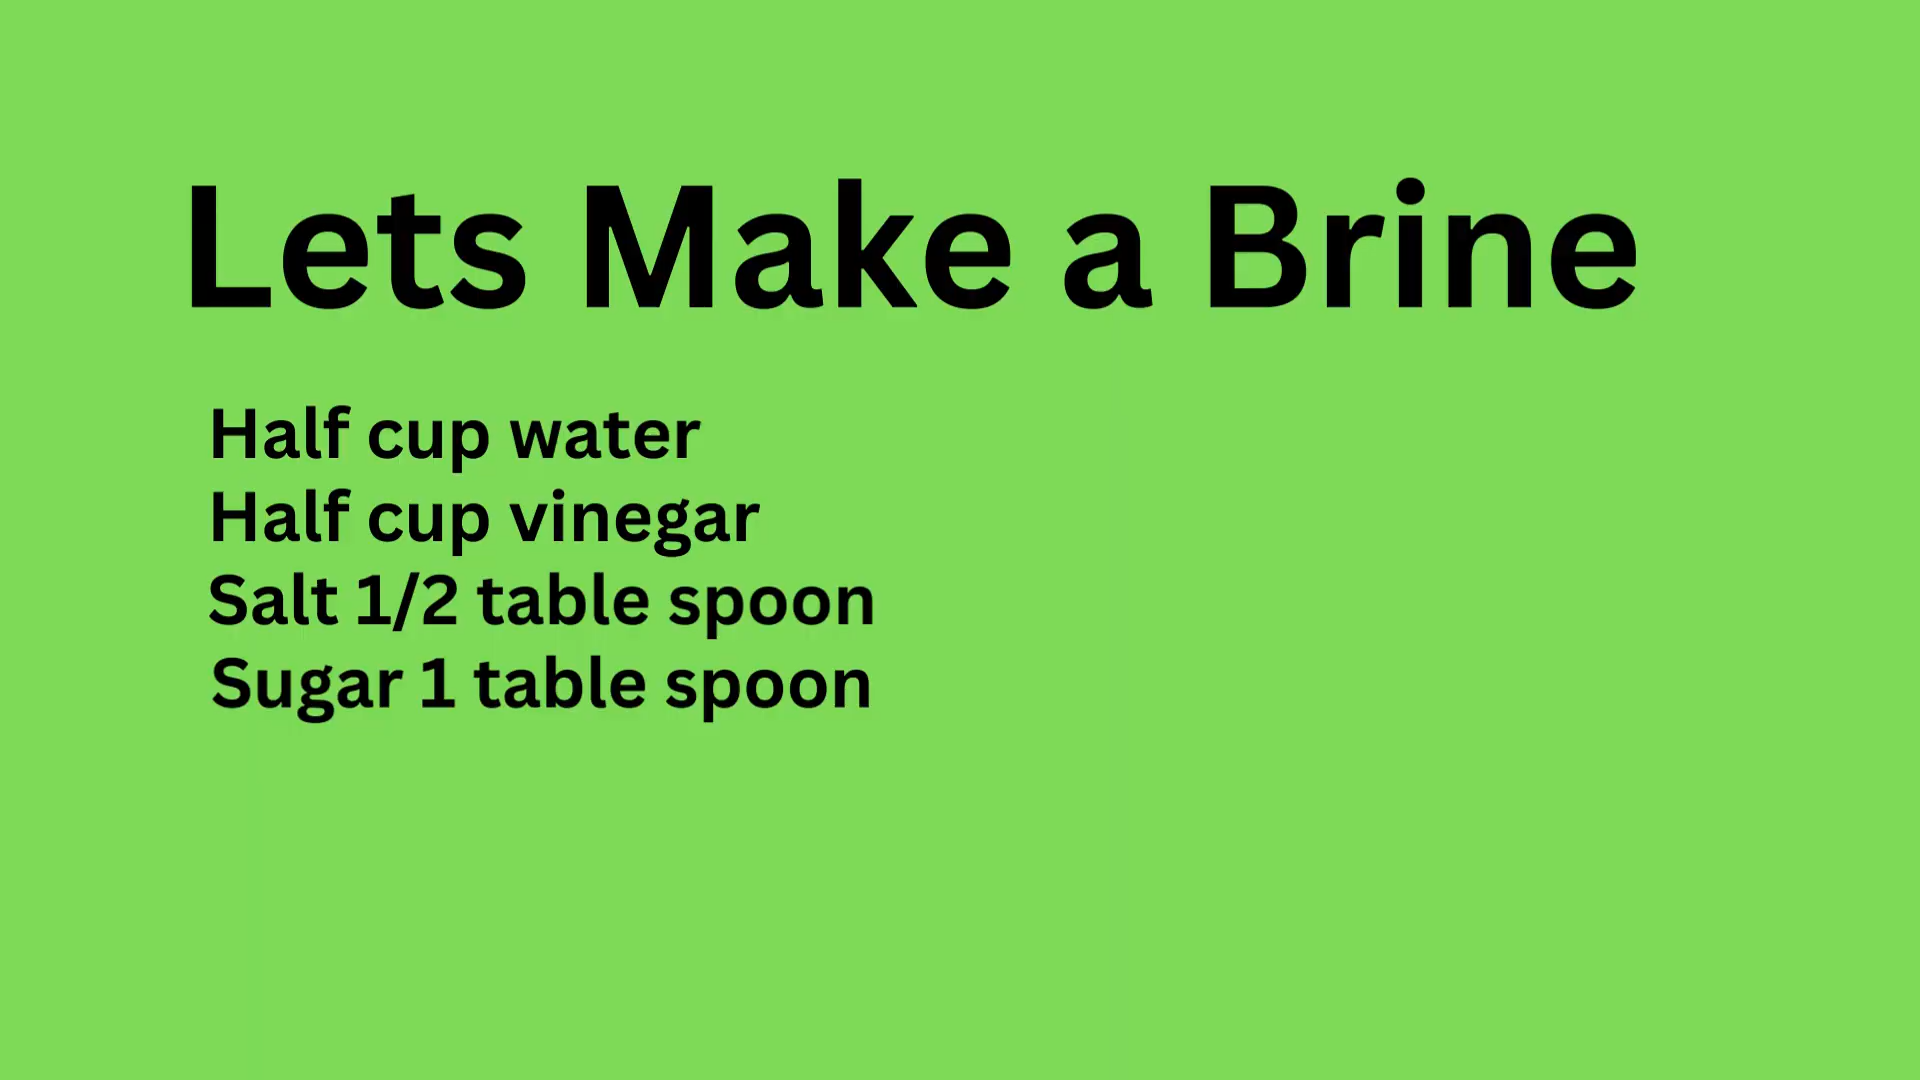 Lets Make a Brine
Half cup water
Half cup vinegar
Salt 1/2 table spoon
Sugar 1 table spoon